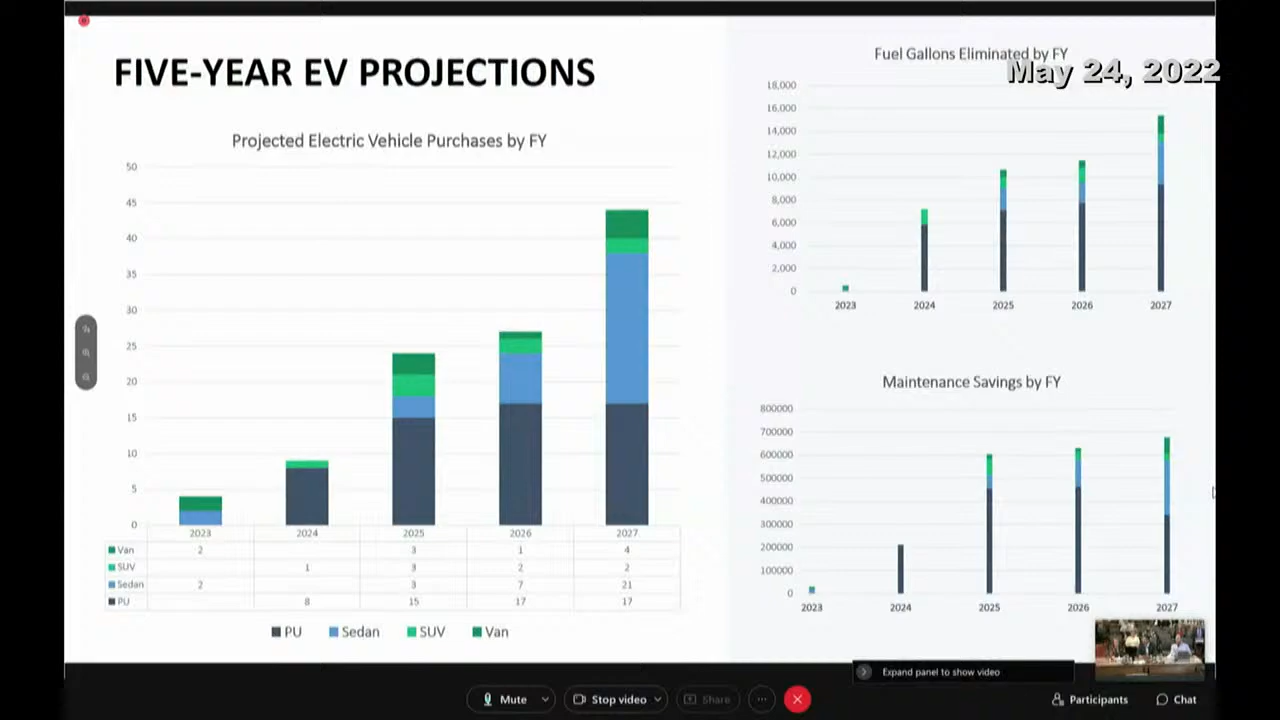 FIVE-YEAR EV PROJECTIONS
May 24, 2022
Projected Electric Vehicle Purchases by FY
50
45
40
35
30
25
20
15
10
5
0
2023 2024 2025 2026 2027
Van 2 3 1 4
SUV 1 3 2 2
Sedan 2 3 7 21
PU 8 15 17 17
PU Sedan SUV Van
Fuel Gallons Eliminated by FY
18,000
16,000
14,000
12,000
10,000
8,000
6,000
4,000
2,000
0
2023 2024 2025 2026 2027
Maintenance Savings by FY
800000
700000
600000
500000
400000
300000
200000
100000
0
2023 2024 2025 2026 2027
Expand panel to show video
Mute Stop video Share Participants Chat